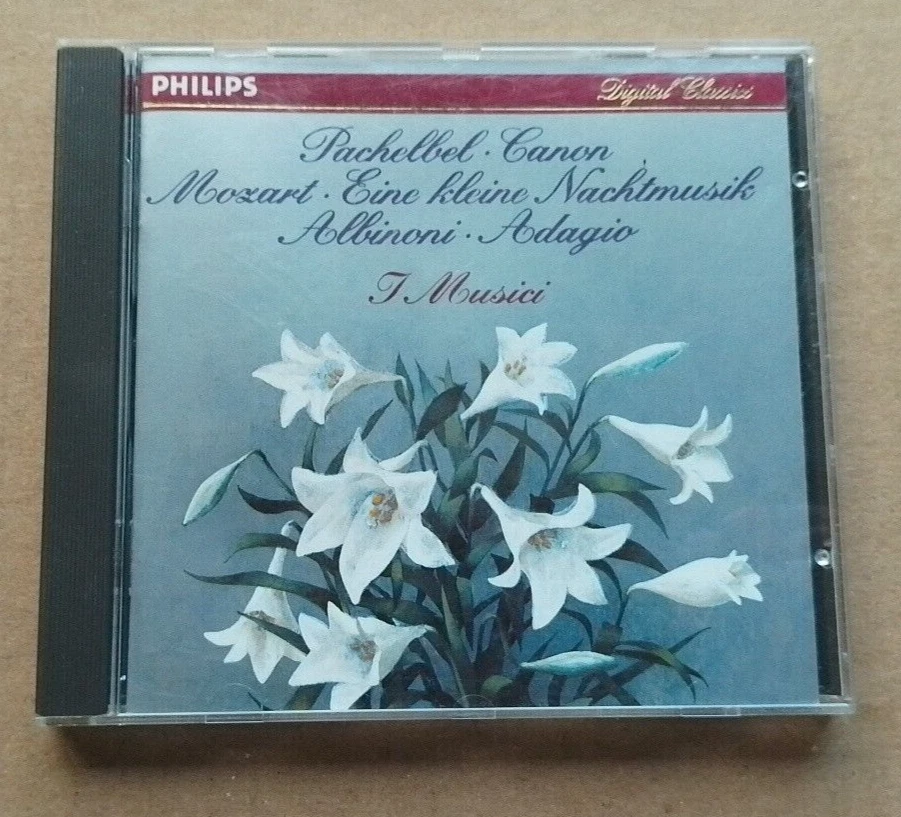 PHILIPS Digital Classics
Pachelbel · Canon
Mozart · Eine kleine Nachtmusik
Albinoni · Adagio
I Musici